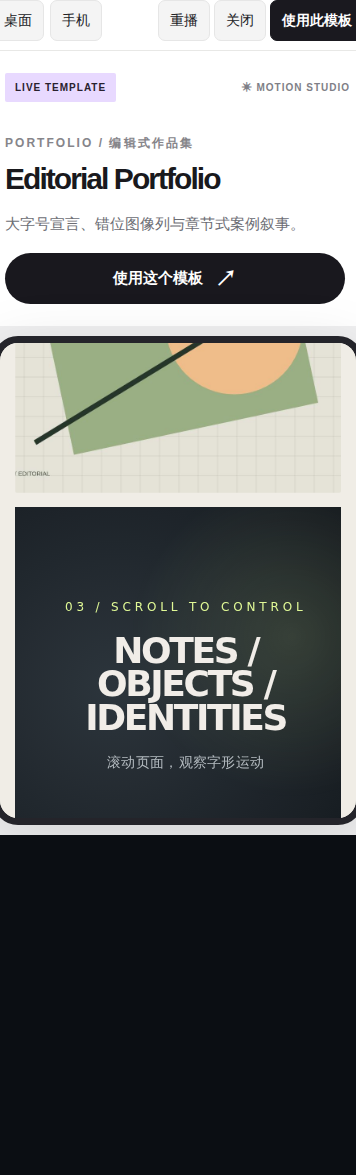 桌面 手机 重播 关闭 使用此模板
LIVE TEMPLATE ✳ MOTION STUDIO
PORTFOLIO / 编辑式作品集
Editorial Portfolio
大字号宣言、错位图像列与章节式案例叙事。
使用这个模板 ↗
/ EDITORIAL
03 / SCROLL TO CONTROL
NOTES /
OBJECTS /
IDENTITIES
滚动页面，观察字形运动